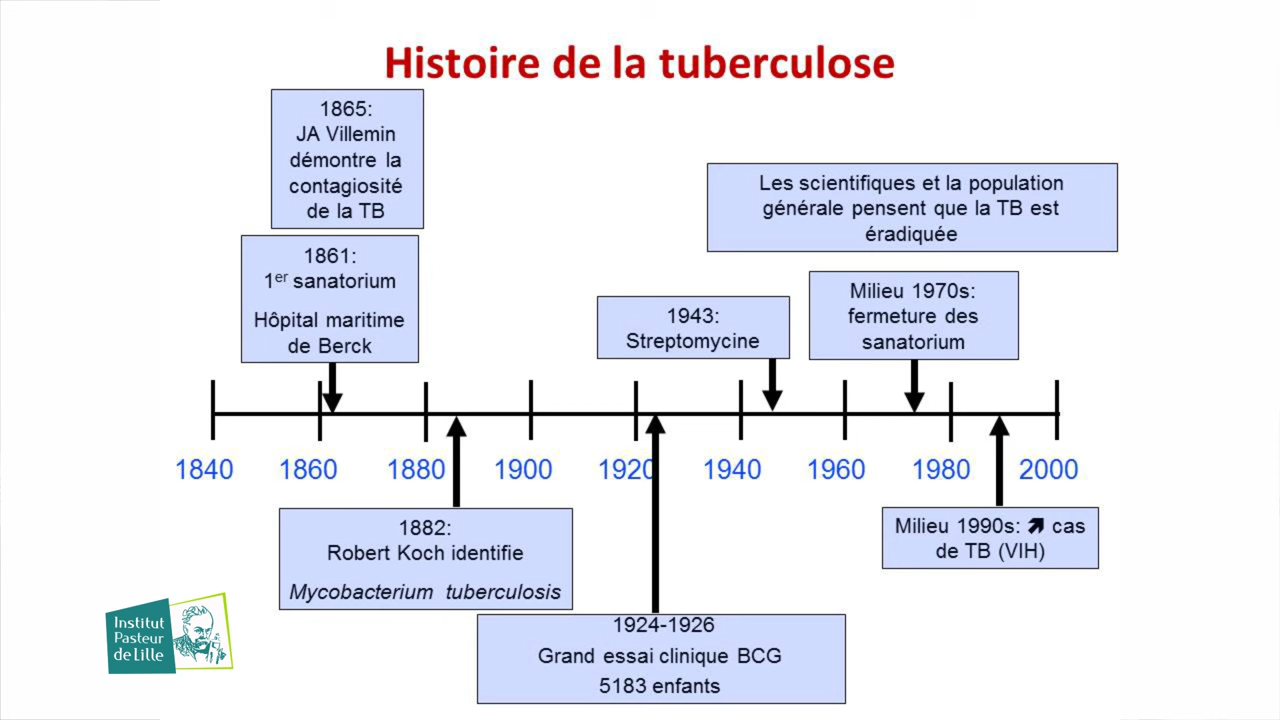 Histoire de la tuberculose
1865:
JA Villemin
démontre la
contagiosité
de la TB
1861:
1er sanatorium
Hôpital maritime
de Berck
Les scientifiques et la population
générale pensent que la TB est
éradiquée
1943:
Streptomycine
Milieu 1970s:
fermeture des
sanatorium
1840 1860 1880 1900 1920 1940 1960 1980 2000
1882:
Robert Koch identifie
Mycobacterium tuberculosis
1924-1926
Grand essai clinique BCG
5183 enfants
Milieu 1990s: 🡽 cas
de TB (VIH)
Institut
Pasteur
de Lille